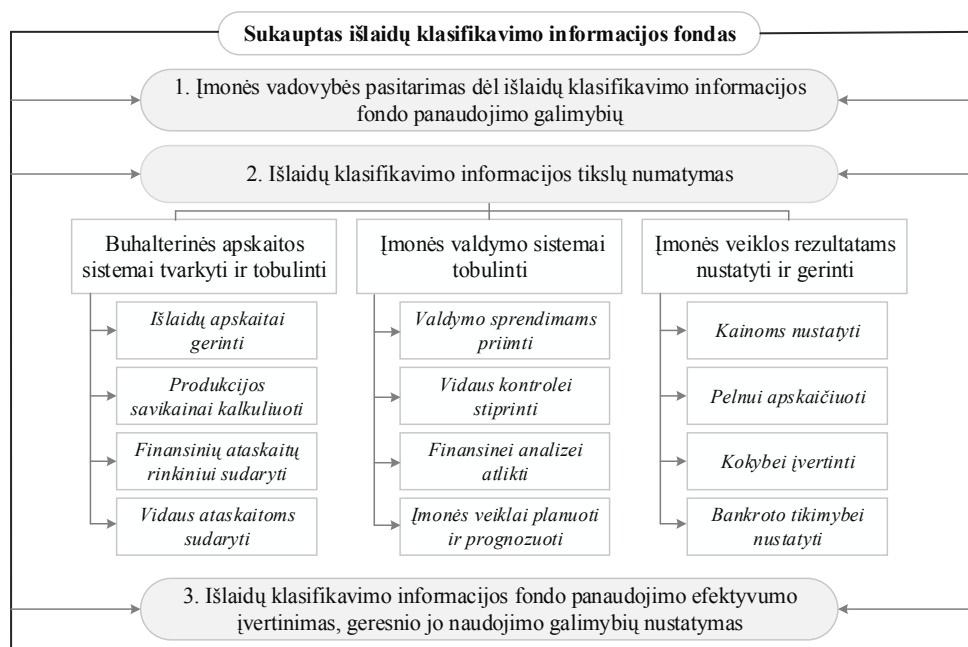 Sukauptas išlaidų klasifikavimo informacijos fondas
1. Įmonės vadovybės pasitarimas dėl išlaidų klasifikavimo informacijos
fondo panaudojimo galimybių
2. Išlaidų klasifikavimo informacijos tikslų numatymas
Buhalterinės apskaitos
sistemai tvarkyti ir tobulinti
Išlaidų apskaitai
gerinti
Produkcijos
savikainai kalkuliuoti
Finansinių ataskaitų
rinkiniui sudaryti
Vidaus ataskaitoms
sudaryti
Įmonės valdymo sistemai
tobulinti
Valdymo sprendimams
priimti
Vidaus kontrolei
stiprinti
Finansinei analizei
atlikti
Įmonės veiklai planuoti
ir prognozuoti
Įmonės veiklos rezultatams
nustatyti ir gerinti
Kainoms nustatyti
Pelnui apskaičiuoti
Kokybei įvertinti
Bankroto tikimybei
nustatyti
3. Išlaidų klasifikavimo informacijos fondo panaudojimo efektyvumo
įvertinimas, geresnio jo naudojimo galimybių nustatymas